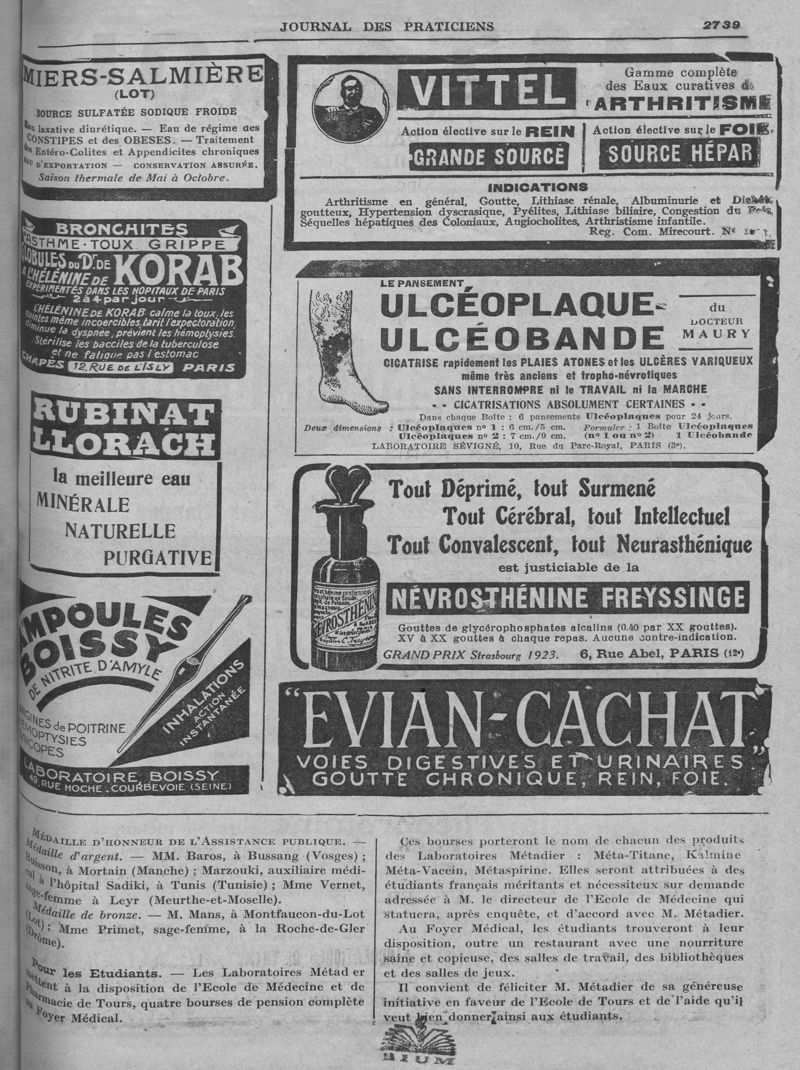 JOURNAL DES PRATICIENS
2739
MIERS-SALMIÈRE
(LOT)
SOURCE SULFATÉE SODIQUE FROIDE
Eau laxative diurétique. — Eau de régime des
CONSTIPES et des OBESES. — Traitement
des Entéro-Colites et Appendicites chroniques
EAU D'EXPORTATION — CONSERVATION ABSURÉE.
Saison thermale de Mai à Octobre.
VITTEL
Gamme complète
des Eaux curatives de
l'ARTHRITISME
Action élective sur le REIN
GRANDE SOURCE
Action élective sur le FOIE
SOURCE HÉPAR
INDICATIONS
Arthritisme en général, Goutte, Lithiase rénale, Albuminurie et
goutteux, Hypertension dyscrasique, Pyélites, Lithiase biliaire, Congestion du
Séquelles hépatiques des Coloniaux, Angiocholites, Arthristisme infantile.
Reg. Com. Mirecourt. No
BRONCHITES
ASTHME · TOUX GRIPPE
GLOBULES DU Dr. DE
KORAB
A L'HÉLÉNINE DE
EXPÉRIMENTÉS DANS LES HOPITAUX DE PARIS
2 à 4 par jour
L'HÉLÉNINE DE KORAB calme la toux, les
quintes même incoercibles, tarit l'expectoration,
diminue la dyspnée, prévient les hémoptysies.
Stérilise les bacciles de la tuberculose
et ne fatigue pas l'estomac
CHAPÈS 12, RUE DE L'ISLY PARIS
LE PANSEMENT
ULCÉOPLAQUE-
ULCÉOBANDE
du
DOCTEUR
MAURY
CICATRISE rapidement les PLAIES ATONES et les ULCÈRES VARIQUEUX
même très anciens et tropho-névrotiques
SANS INTERROMPRE ni le TRAVAIL ni la MARCHE
- - CICATRISATIONS ABSOLUMENT CERTAINES - -
Dans chaque Boîte : 6 pansements Ulcéoplaques pour 24 jours.
Deux dimensions : Ulcéoplaques nº 1 : 6 cm./5 cm. Formuler : 1 Boîte Ulcéoplaques
Ulcéoplaques nº 2 : 7 cm./9 cm. (nº 1 ou nº 2) 1 Ulcéobande
LABORATOIRE SÉVIGNÉ, 10, Rue du Parc-Royal, PARIS (3e).
RUBINAT
LLORACH
la meilleure eau
MINÉRALE
NATURELLE
PURGATIVE
Tout Déprimé, tout Surmené
Tout Cérébral, tout Intellectuel
Tout Convalescent, tout Neurasthénique
est justiciable de la
NÉVROSTHÉNINE FREYSSINGE
Gouttes de glycérophosphates alcalins (0.40 par XX gouttes).
XV à XX gouttes à chaque repas. Aucune contre-indication.
GRAND PRIX Strasbourg 1923. 6, Rue Abel, PARIS (12e)
AMPOULES
BOISSY
DE NITRITE D'AMYLE
INHALATIONS
ACTION
INSTANTANÉE
ANGINES de POITRINE
HÉMOPTYSIES
SYNCOPES
LABORATOIRE BOISSY
49, RUE HOCHE - COURBEVOIE (SEINE)
"EVIAN-CACHAT"
VOIES DIGESTIVES ET URINAIRES.
GOUTTE CHRONIQUE, REIN, FOIE.
MÉDAILLE D'HONNEUR DE L'ASSISTANCE PUBLIQUE. —
Médaille d'argent. — MM. Baros, à Bussang (Vosges) ;
Buisson, à Mortain (Manche) ; Marzouki, auxiliaire médi-
cal à l'hôpital Sadiki, à Tunis (Tunisie) ; Mme Vernet,
sage-femme à Leyr (Meurthe-et-Moselle).
Médaille de bronze. — M. Mans, à Montfaucon-du-Lot
(Lot) ; Mme Primet, sage-femme, à la Roche-de-Gler
(Drôme).
Pour les Etudiants. — Les Laboratoires Métad er
mettent à la disposition de l'Ecole de Médecine et de
Pharmacie de Tours, quatre bourses de pension complète
au Foyer Médical.
Ces bourses porteront le nom de chacun des produits
des Laboratoires Métadier : Méta-Titane, Kalmine
Méta-Vaccin, Métaspirine. Elles seront attribuées à des
étudiants français méritants et nécessiteux sur demande
adressée à M. le directeur de l'Ecole de Médecine qui
statuera, après enquête, et d'accord avec M. Métadier.
Au Foyer Médical, les étudiants trouveront à leur
disposition, outre un restaurant avec une nourriture
saine et copieuse, des salles de travail, des bibliothèques
et des salles de jeux.
Il convient de féliciter M. Métadier de sa généreuse
initiative en faveur de l'Ecole de Tours et de l'aide qu'il
veut bien donner ainsi aux étudiants.
BIUM